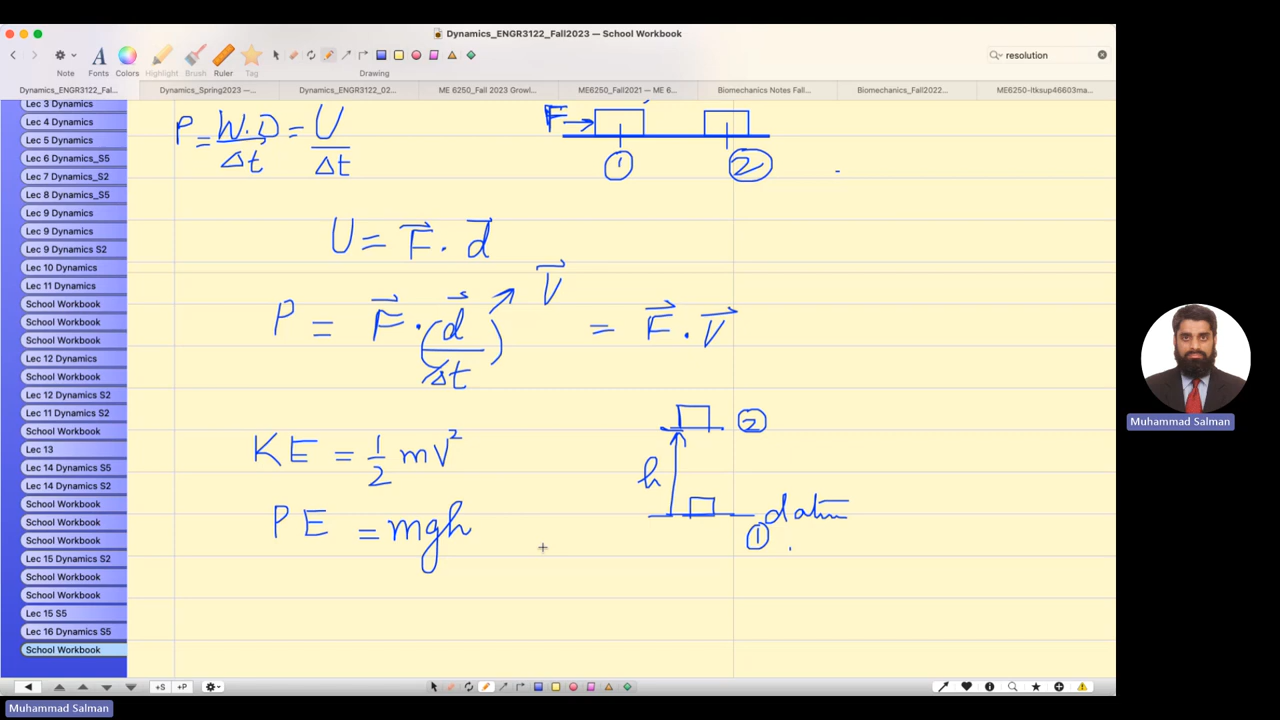 Dynamics_ENGR3122_Fall2023 — School Workbook
resolution
Note Fonts Colors Highlight Brush Ruler Tag Drawing
Dynamics_ENGR3122_Fal... Dynamics_Spring2023 —... Dynamics_ENGR3122_02... ME 6250_Fall 2023 Growl... ME6250_Fall2021 — ME 6... Biomechanics Notes Fall... Biomechanics_Fall2022... ME6250-ltksup46603ma...
Lec 3 Dynamics
Lec 4 Dynamics
Lec 5 Dynamics
Lec 6 Dynamics_S5
Lec 7 Dynamics_S2
Lec 8 Dynamics_S5
Lec 9 Dynamics
Lec 9 Dynamics
Lec 9 Dynamics S2
Lec 10 Dynamics
Lec 11 Dynamics
School Workbook
School Workbook
School Workbook
Lec 12 Dynamics
School Workbook
Lec 12 Dynamics S2
Lec 11 Dynamics S2
School Workbook
Lec 13
Lec 14 Dynamics S5
Lec 14 Dynamics S2
School Workbook
School Workbook
School Workbook
Lec 15 Dynamics S2
School Workbook
School Workbook
Lec 15 S5
Lec 16 Dynamics S5
School Workbook
P = W.D/Δt = U/Δt
F → ① ②
U = F⃗ . d⃗
P = F⃗ . (d⃗/Δt) V⃗ = F⃗ . V⃗
KE = 1/2 mV²
②
h
PE = mgh
datum
①
+S +P
Muhammad Salman
Muhammad Salman